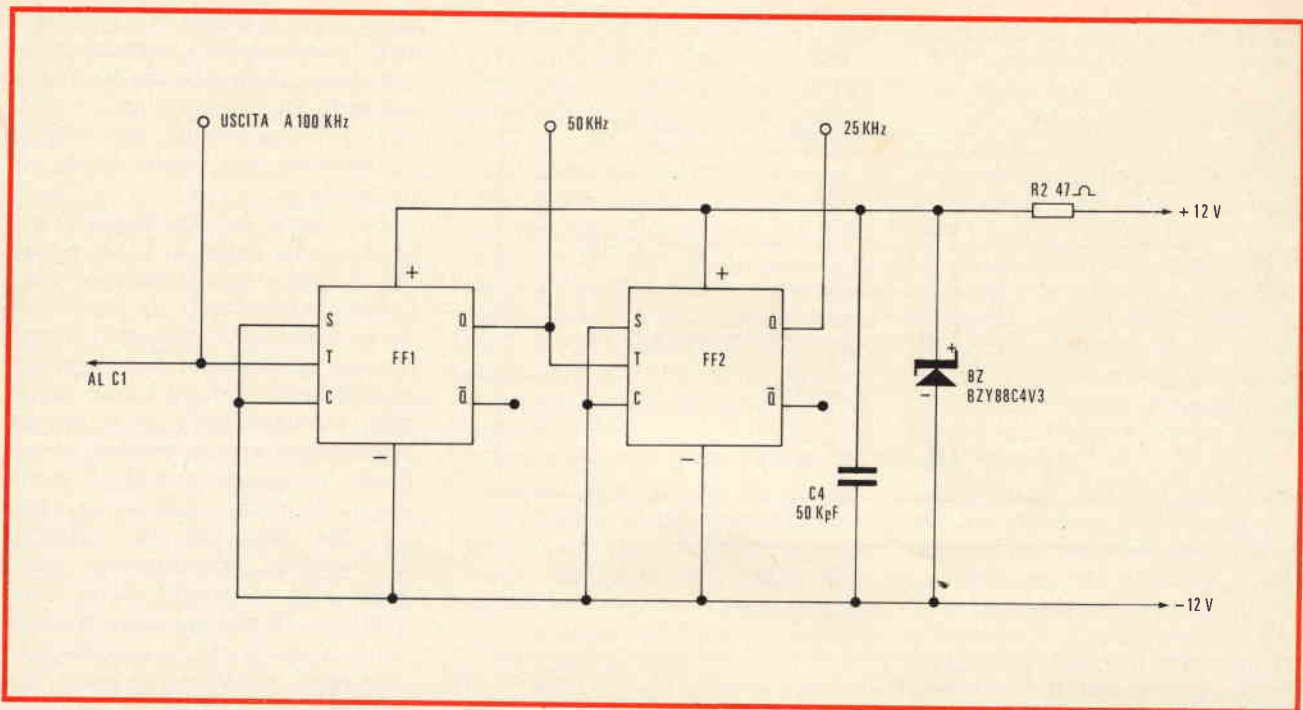 USCITA A 100 KHz
50 KHz
25 KHz
R2 47 Ω
+ 12 V
+
+
S
T
C
Q
Q̅
FF1
AL C1
S
T
C
Q
Q̅
FF2
+
BZ
BZY88C4V3
−
−
−
C4
50 KpF
−12 V